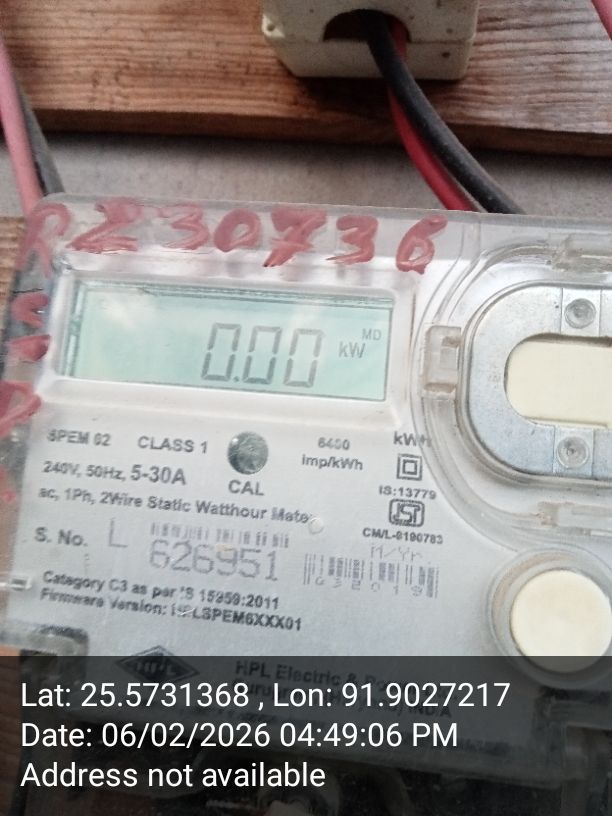 RZ30736
MD
0.00 kW
SPEM 02 CLASS 1
6400 imp/kWh
kWh
240V, 50Hz, 5-30A
CAL
ac, 1Ph, 2Wire Static Watthour Meter
IS:13779
CM/L-8190783
S. No. L 626951
M/Yr
Category C3 as per IS 15959:2011
Firmware Version: HPLSPEM6XXX01
HPL Electric &
INDIA
Lat: 25.5731368 , Lon: 91.9027217
Date: 06/02/2026 04:49:06 PM
Address not available